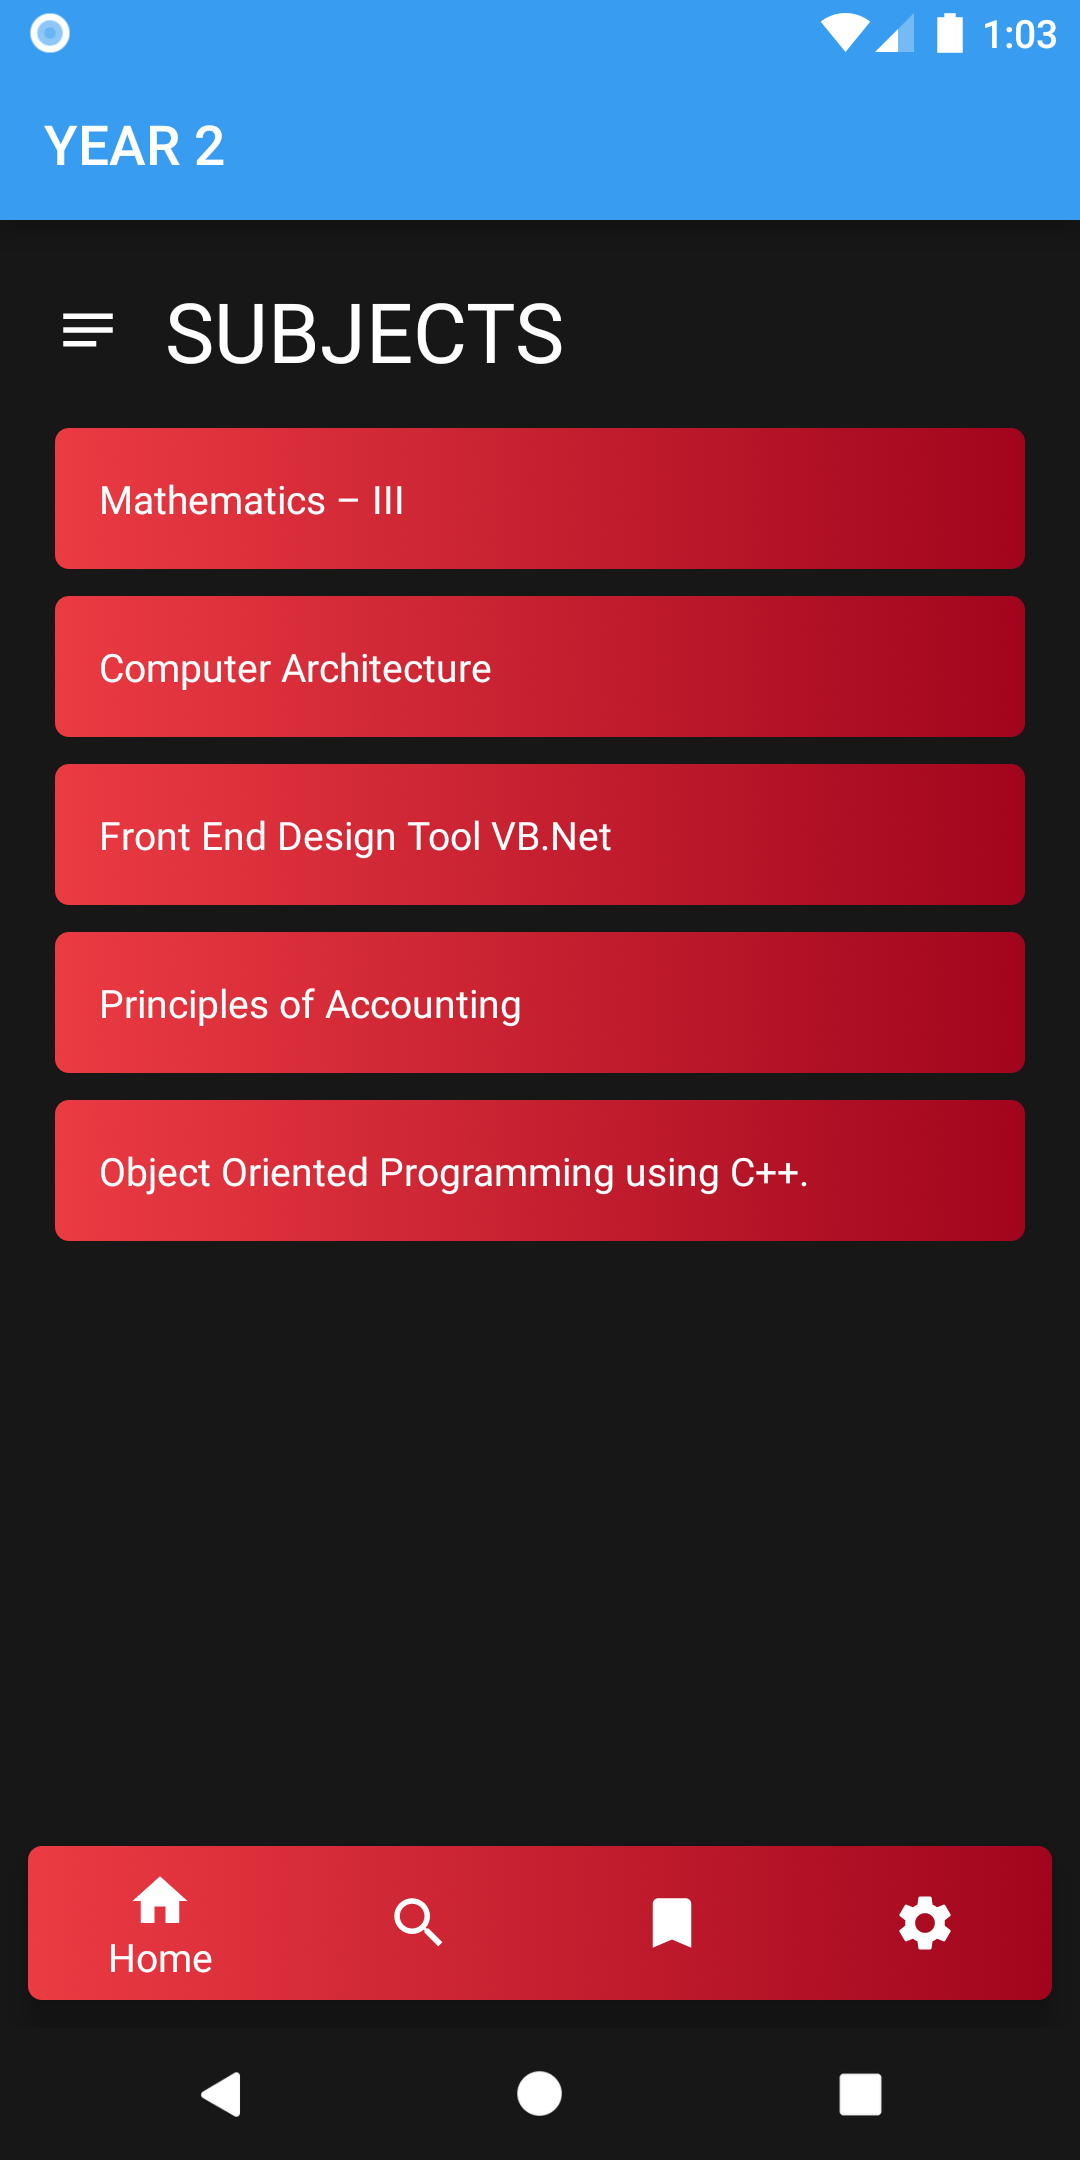 1:03
YEAR 2
SUBJECTS
Mathematics – III
Computer Architecture
Front End Design Tool VB.Net
Principles of Accounting
Object Oriented Programming using C++.
Home